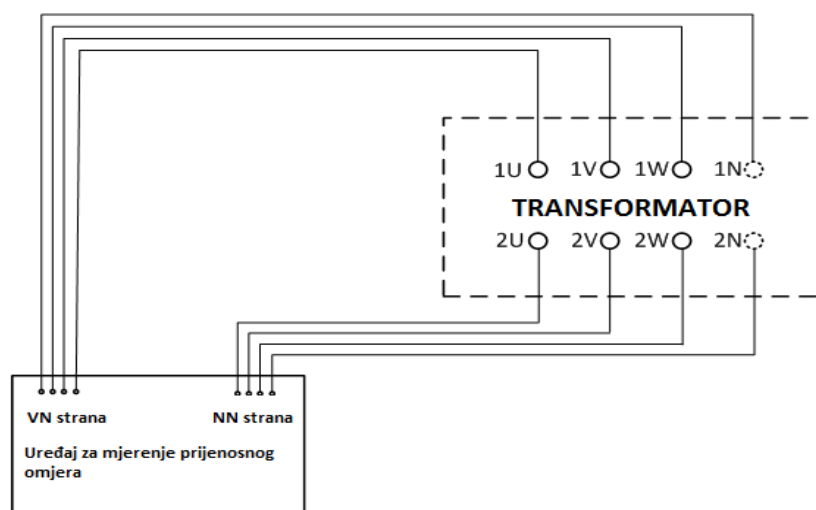 1U 1V 1W 1N
TRANSFORMATOR
2U 2V 2W 2N
VN strana NN strana
Uređaj za mjerenje prijenosnog
omjera